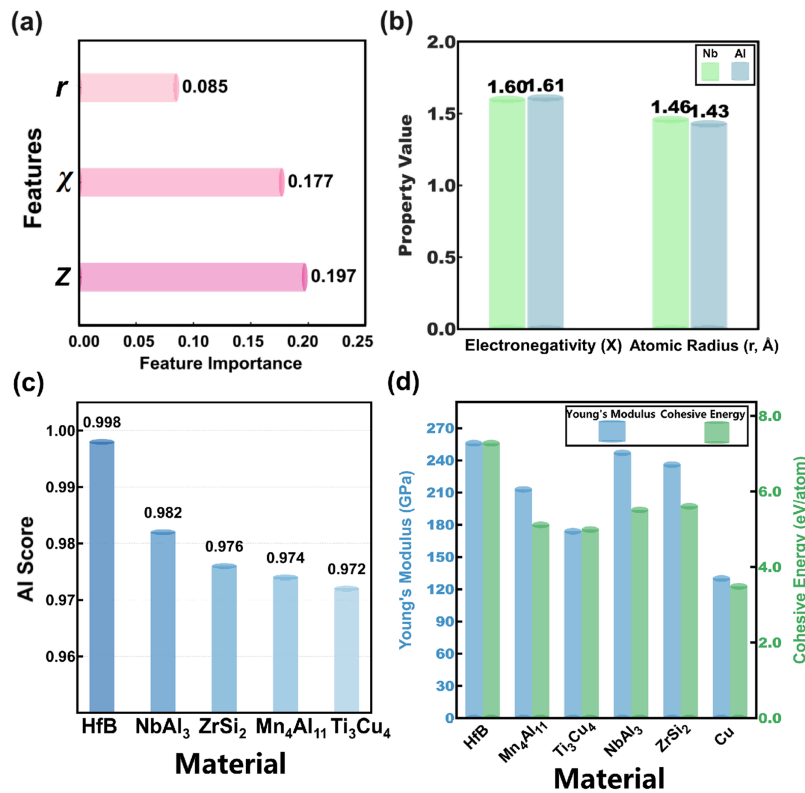 (a)
Features
r
χ
Z
0.085
0.177
0.197
0.00 0.05 0.10 0.15 0.20 0.25
Feature Importance
(b)
Property Value
2.0
1.5
1.0
0.5
0.0
Nb Al
1.60 1.61
1.46 1.43
Electronegativity (X) Atomic Radius (r, Å)
(c)
AI Score
1.00
0.99
0.98
0.97
0.96
0.998
0.982
0.976
0.974
0.972
HfB NbAl₃ ZrSi₂ Mn₄Al₁₁ Ti₃Cu₄
Material
(d)
Young's Modulus (GPa)
270
240
210
180
150
120
90
60
30
0
Young's Modulus Cohesive Energy
8.0
6.0
4.0
2.0
0.0
Cohesive Energy (eV/atom)
HfB Mn₄Al₁₁ Ti₃Cu₄ NbAl₃ ZrSi₂ Cu
Material